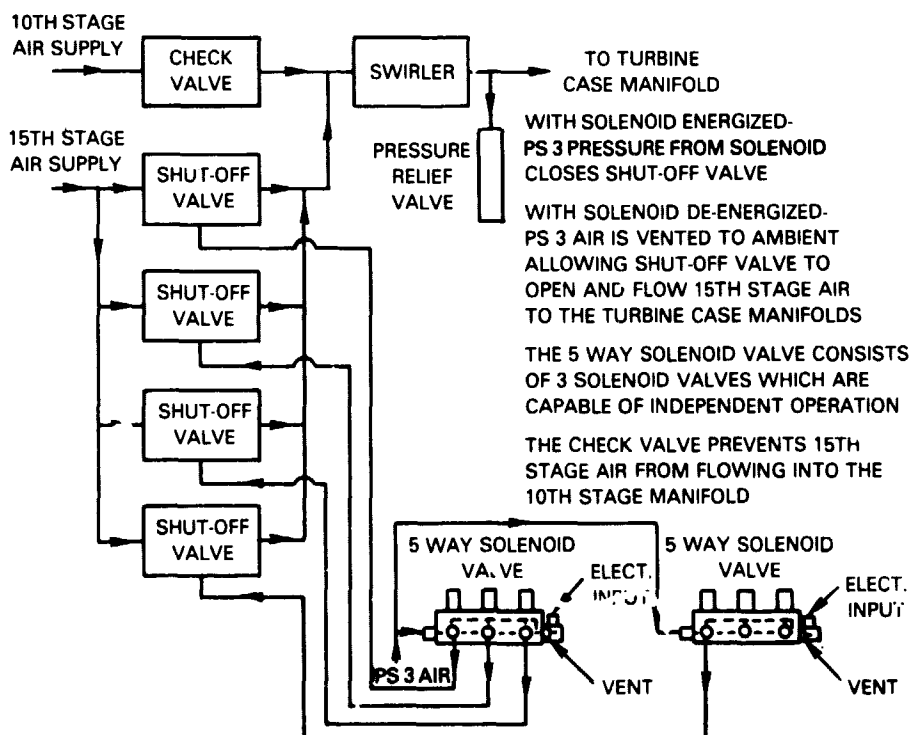 10TH STAGE
AIR SUPPLY
CHECK
VALVE
SWIRLER
TO TURBINE
CASE MANIFOLD
15TH STAGE
AIR SUPPLY
SHUT-OFF
VALVE
PRESSURE
RELIEF
VALVE
WITH SOLENOID ENERGIZED-
PS 3 PRESSURE FROM SOLENOID
CLOSES SHUT-OFF VALVE
WITH SOLENOID DE-ENERGIZED-
PS 3 AIR IS VENTED TO AMBIENT
ALLOWING SHUT-OFF VALVE TO
OPEN AND FLOW 15TH STAGE AIR
TO THE TURBINE CASE MANIFOLDS
SHUT-OFF
VALVE
THE 5 WAY SOLENOID VALVE CONSISTS
OF 3 SOLENOID VALVES WHICH ARE
CAPABLE OF INDEPENDENT OPERATION
SHUT-OFF
VALVE
THE CHECK VALVE PREVENTS 15TH
STAGE AIR FROM FLOWING INTO THE
10TH STAGE MANIFOLD
SHUT-OFF
VALVE
5 WAY SOLENOID
VALVE
ELECT.
INPUT
PS 3 AIR
VENT
5 WAY SOLENOID
VALVE
ELECT.
INPUT
VENT